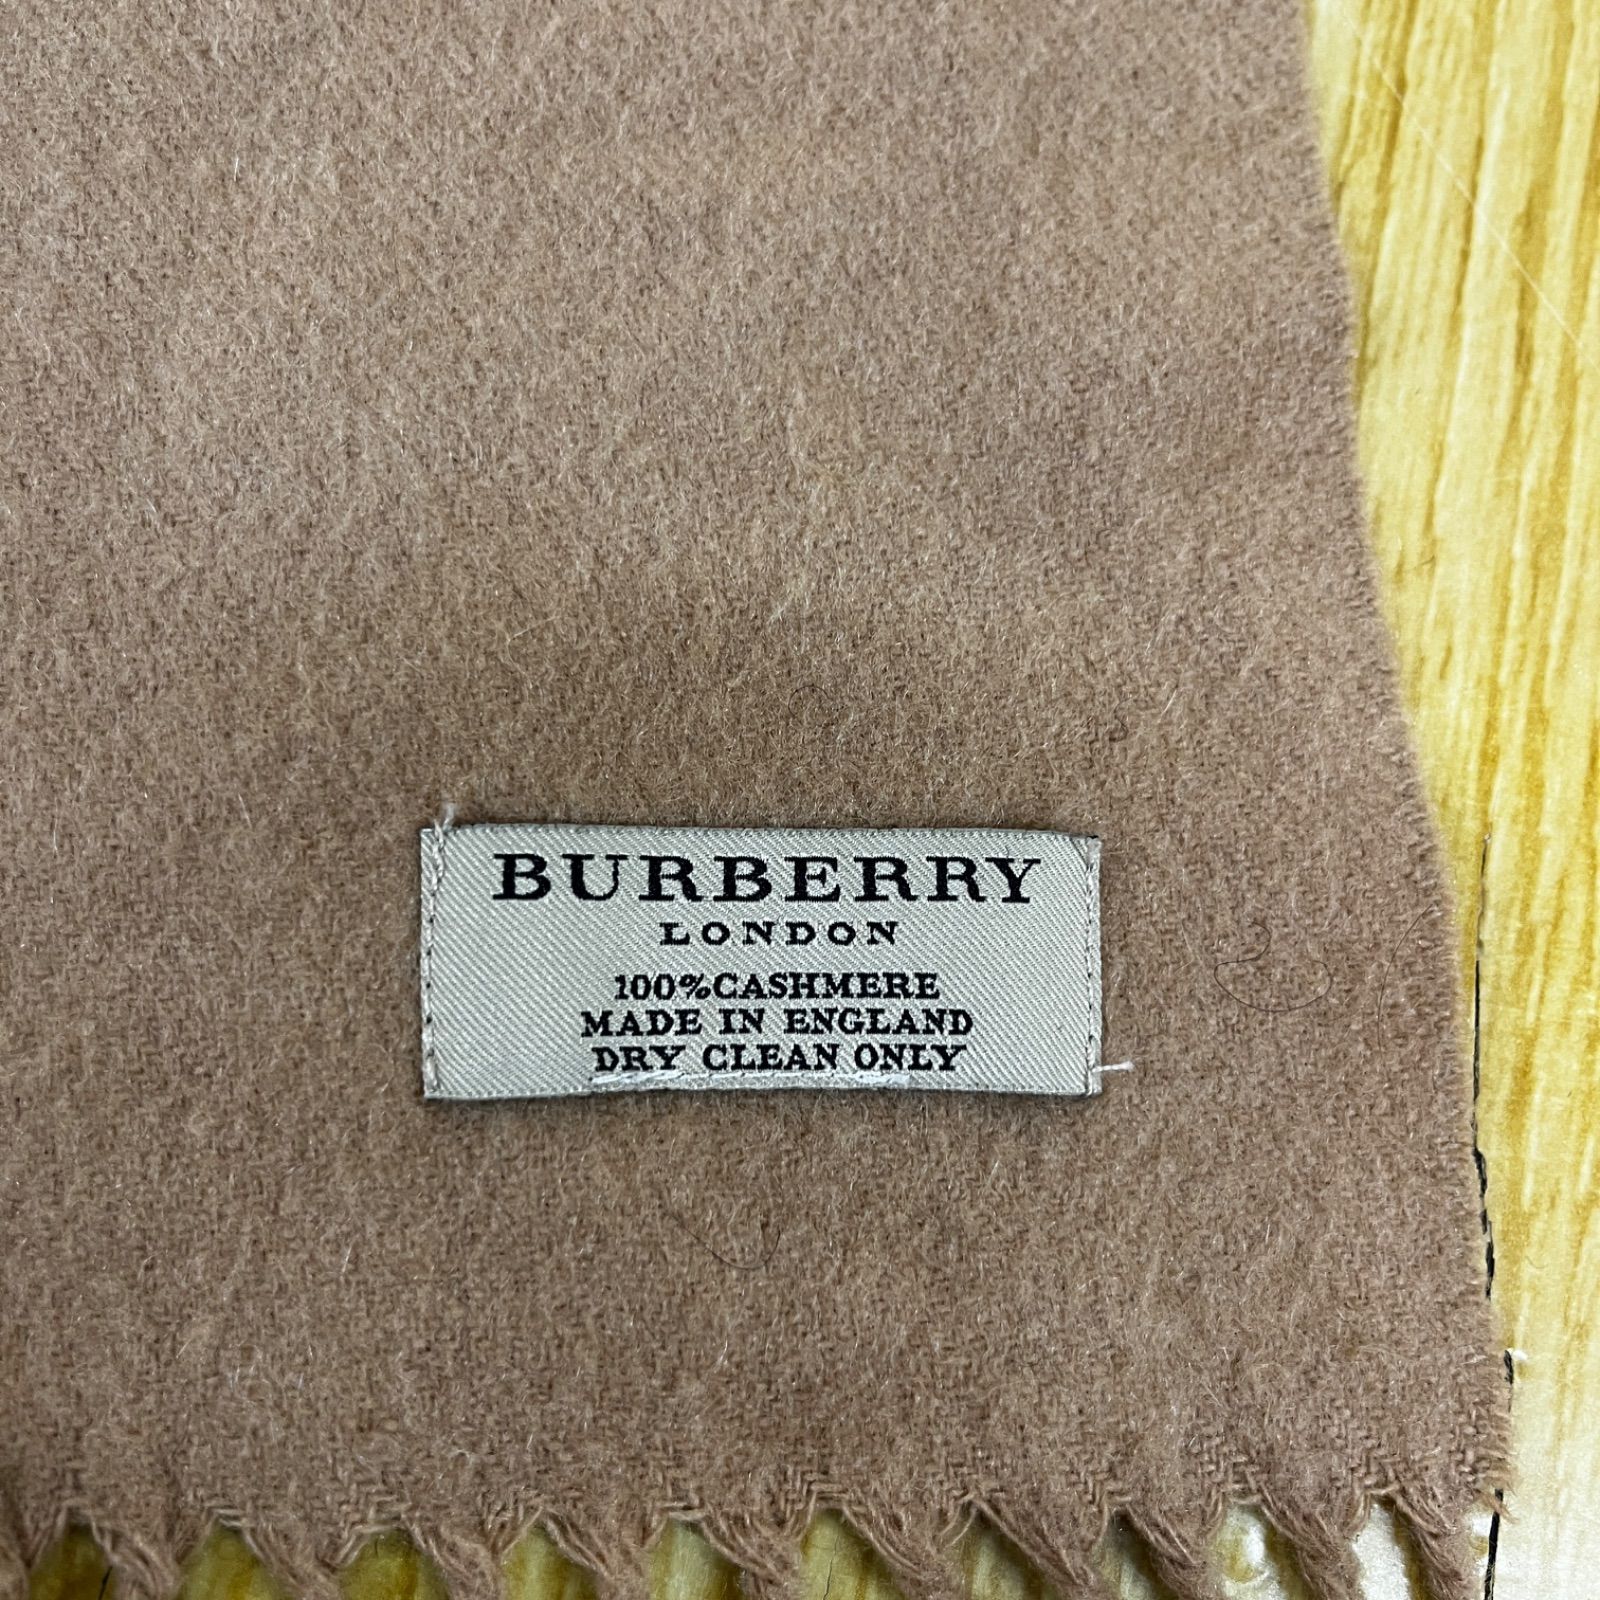 BURBERRY
LONDON
100%CASHMERE
MADE IN ENGLAND
DRY CLEAN ONLY